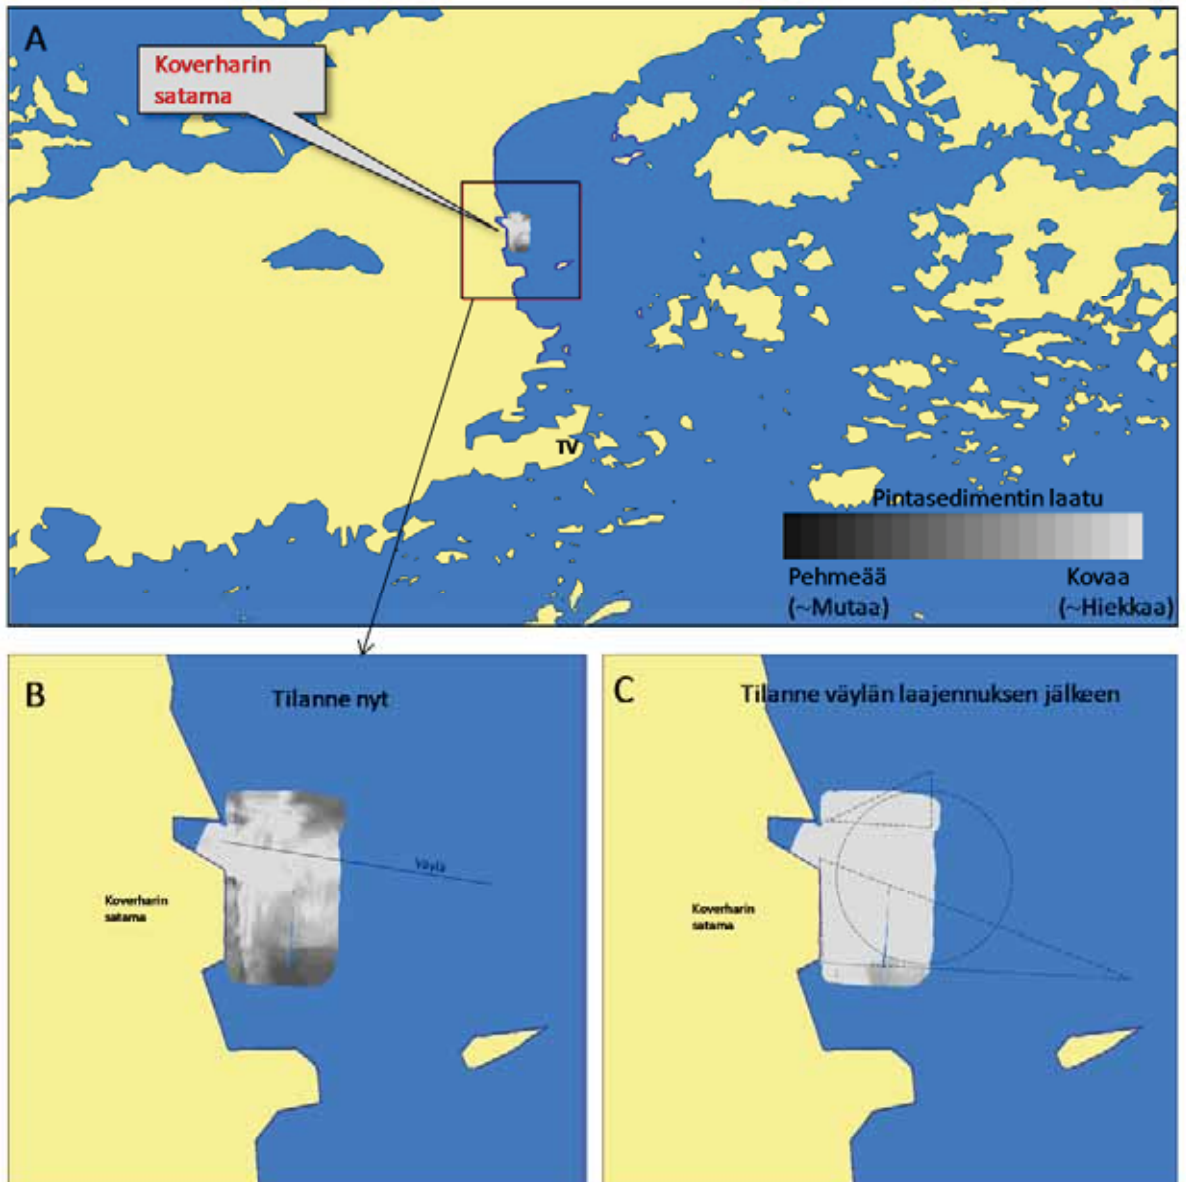 A
Koverharin
satama
TV
Pintasedimentin laatu
Pehmeää
(~Mutaa)
Kovaa
(~Hiekkaa)
B
Tilanne nyt
Väylä
Koverharin
satama
C
Tilanne väylän laajennuksen jälkeen
Koverharin
satama